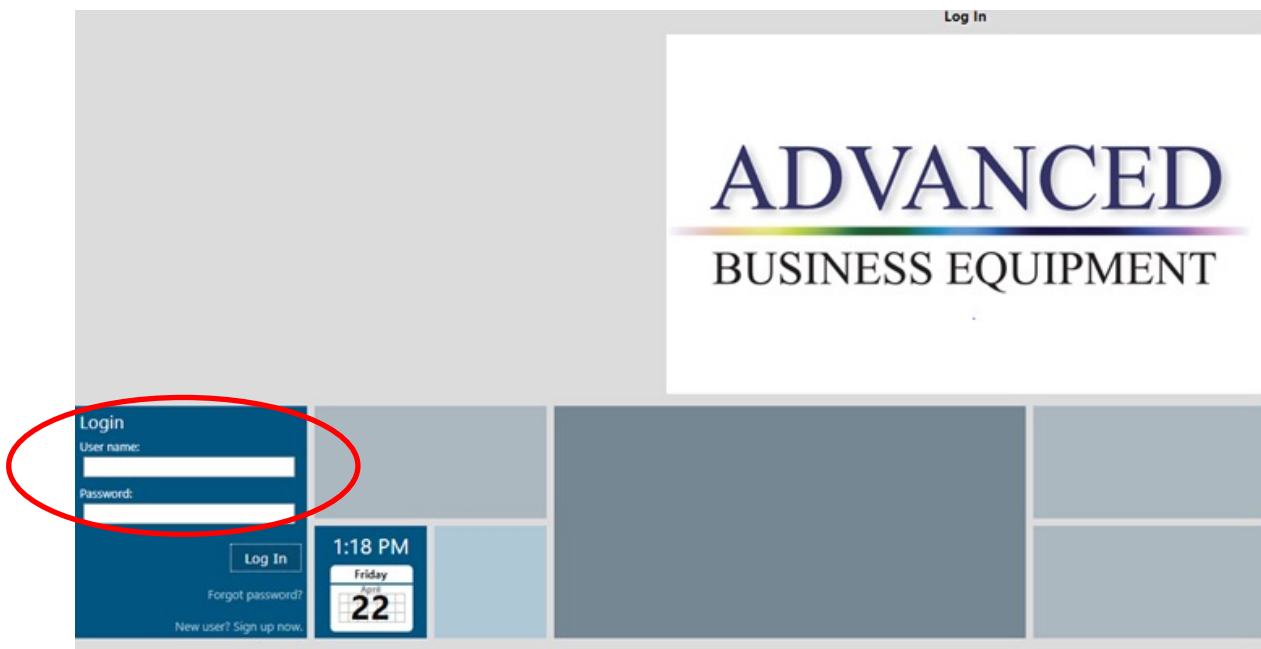 Log In
ADVANCED
BUSINESS EQUIPMENT
Login
User name:
Password:
Log In
Forgot password?
New user? Sign up now.
1:18 PM
Friday
April
22